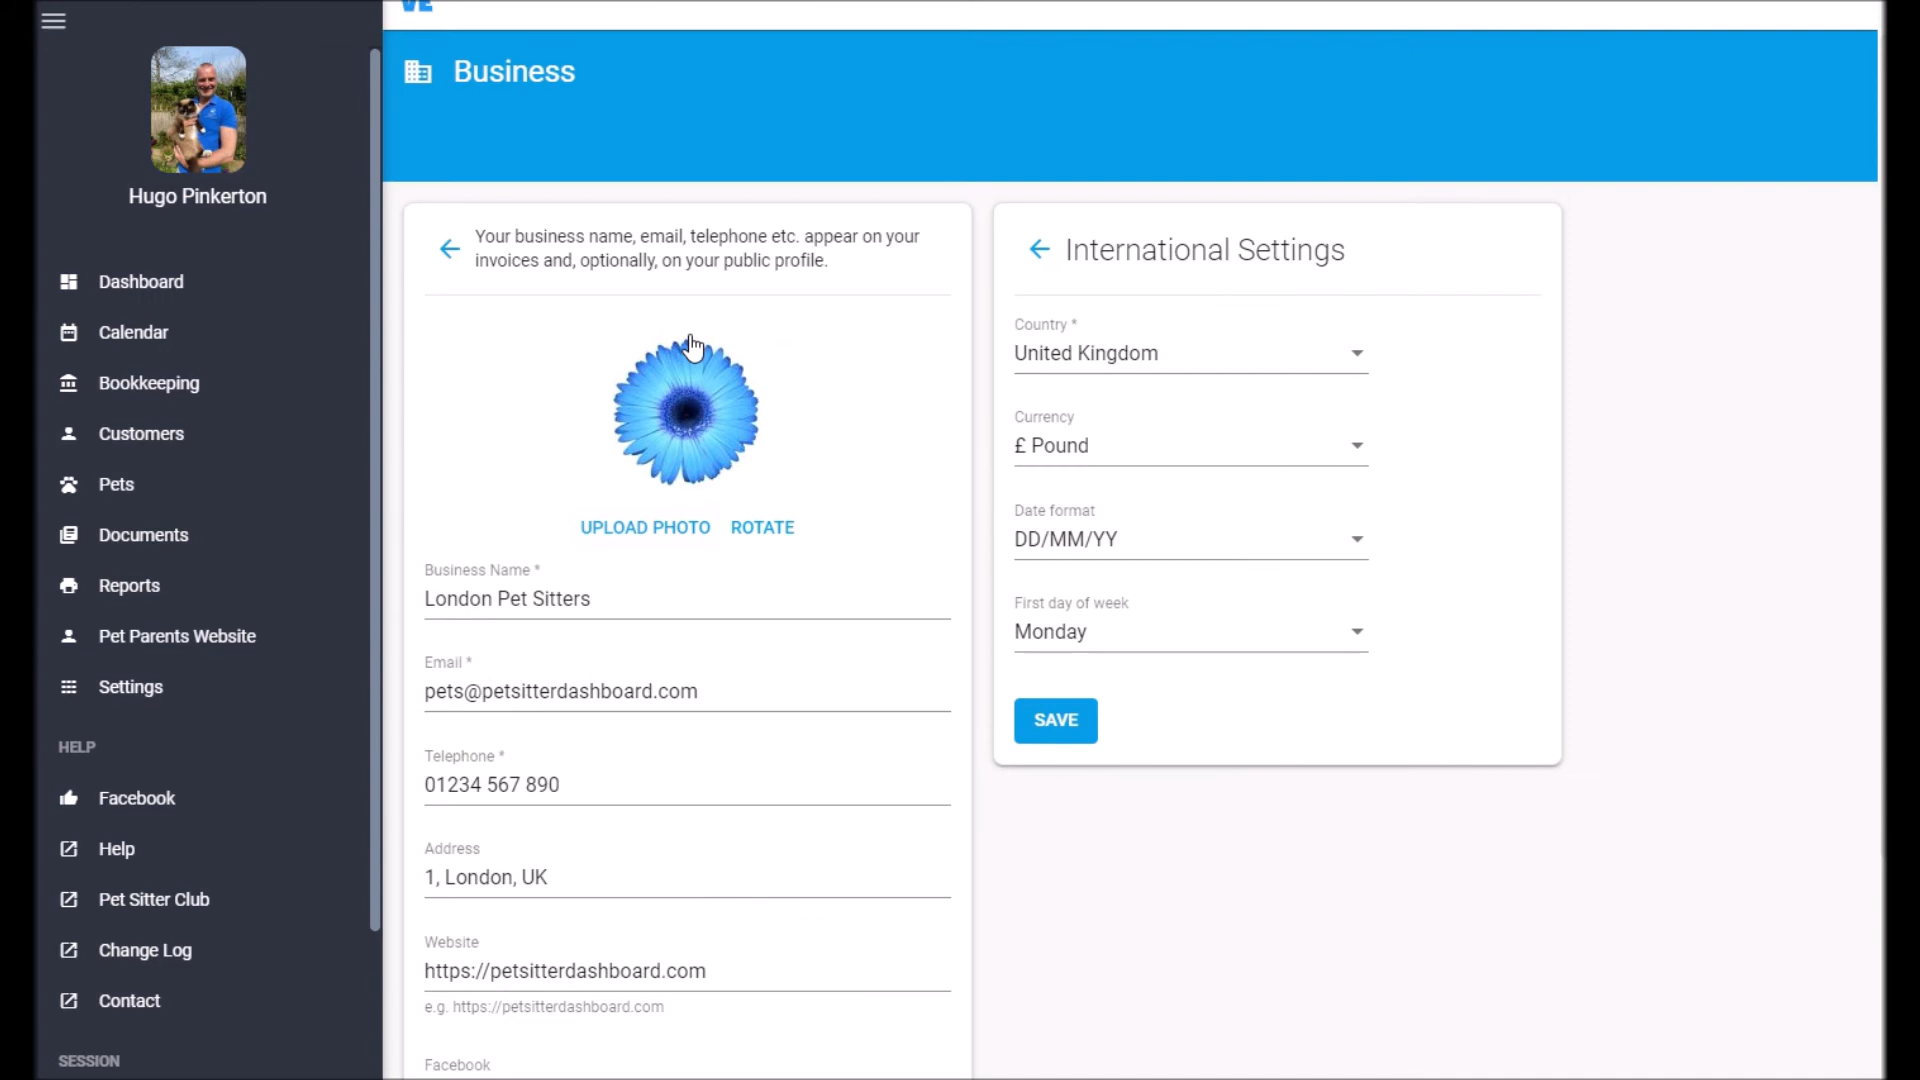 Hugo Pinkerton
Dashboard
Calendar
Bookkeeping
Customers
Pets
Documents
Reports
Pet Parents Website
Settings
HELP
Facebook
Help
Pet Sitter Club
Change Log
Contact
SESSION
Business
Your business name, email, telephone etc. appear on your
invoices and, optionally, on your public profile.
UPLOAD PHOTO ROTATE
Business Name *
London Pet Sitters
Email *
pets@petsitterdashboard.com
Telephone *
01234 567 890
Address
1, London, UK
Website
https://petsitterdashboard.com
e.g. https://petsitterdashboard.com
Facebook
International Settings
Country *
United Kingdom
Currency
£ Pound
Date format
DD/MM/YY
First day of week
Monday
SAVE